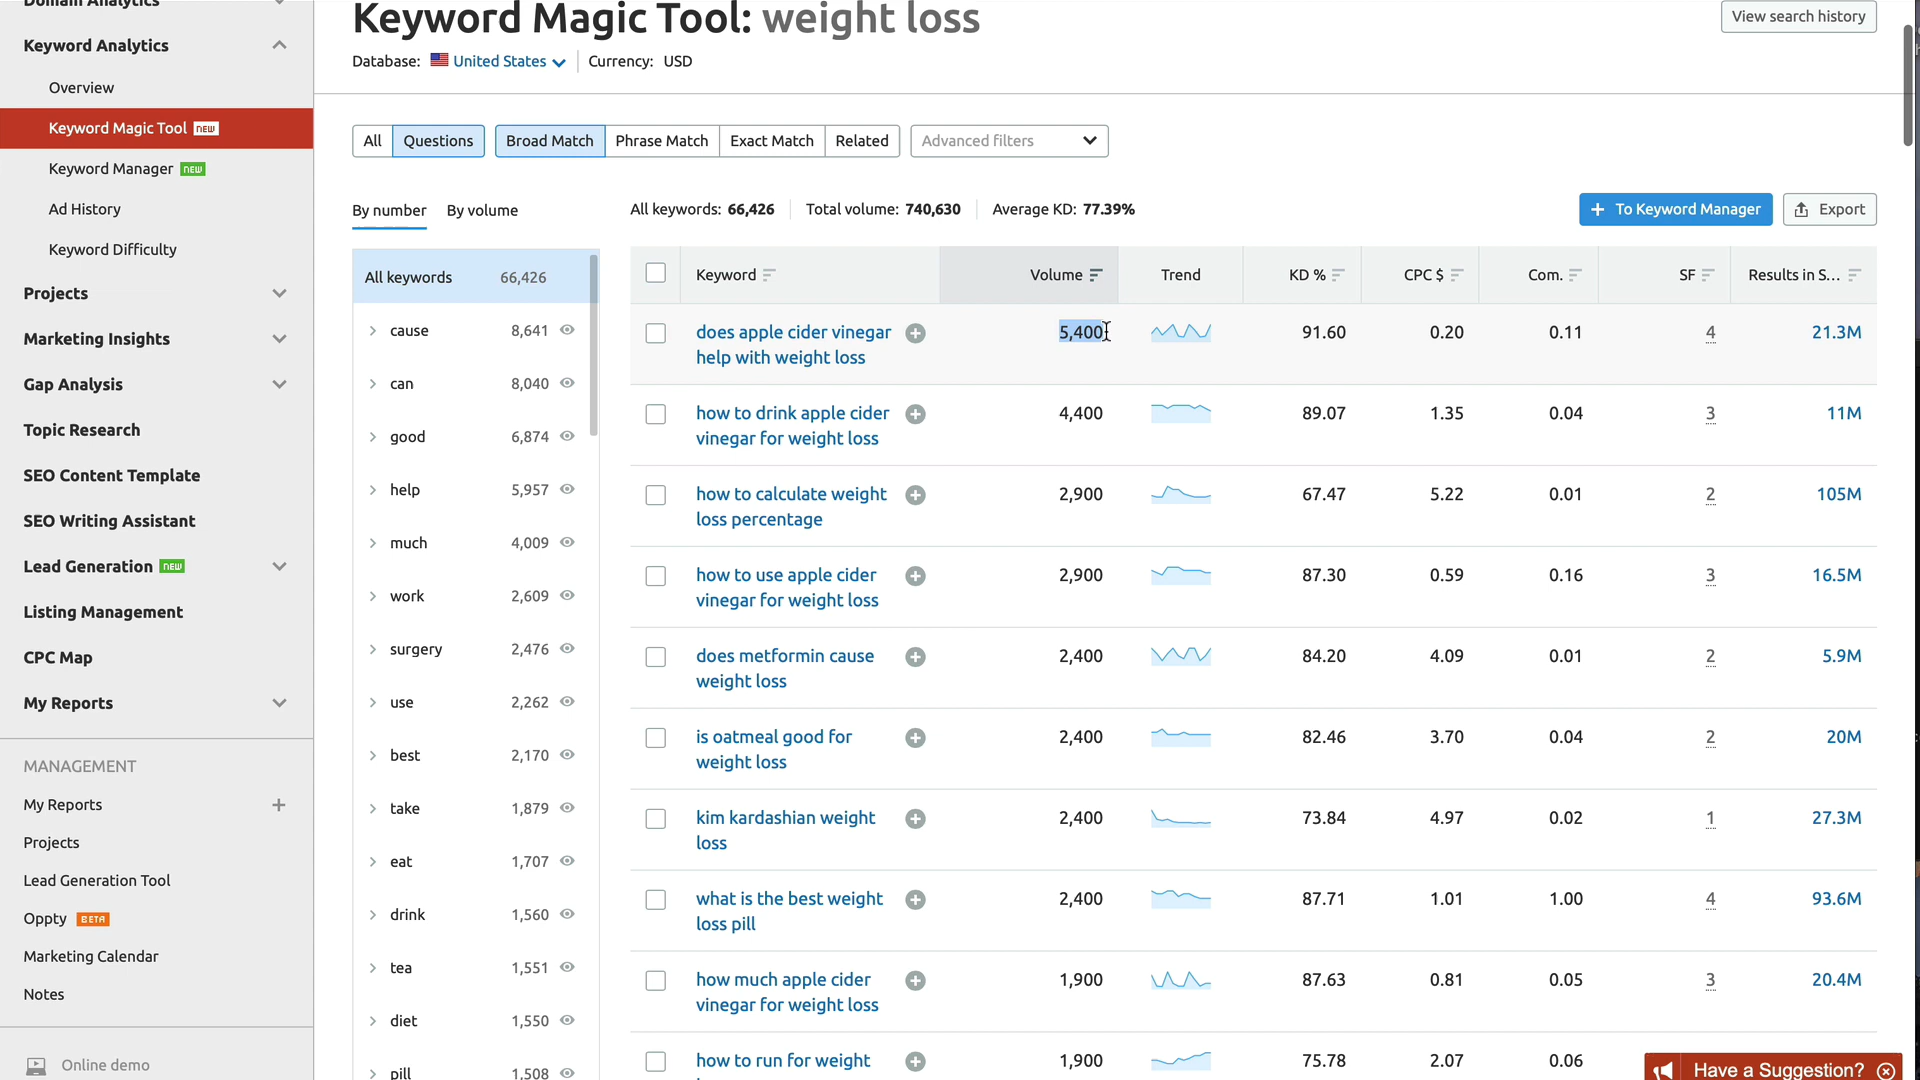 Domain Analytics
Keyword Analytics
Overview
Keyword Magic Tool NEW
Keyword Manager NEW
Ad History
Keyword Difficulty
Projects
Marketing Insights
Gap Analysis
Topic Research
SEO Content Template
SEO Writing Assistant
Lead Generation NEW
Listing Management
CPC Map
My Reports
MANAGEMENT
My Reports +
Projects
Lead Generation Tool
Oppty BETA
Marketing Calendar
Notes
Online demo
Keyword Magic Tool: weight loss
View search history
Database: United States Currency: USD
All Questions Broad Match Phrase Match Exact Match Related Advanced filters
By number By volume
All keywords: 66,426 Total volume: 740,630 Average KD: 77.39%
+ To Keyword Manager Export
All keywords 66,426
cause 8,641
can 8,040
good 6,874
help 5,957
much 4,009
work 2,609
surgery 2,476
use 2,262
best 2,170
take 1,879
eat 1,707
drink 1,560
tea 1,551
diet 1,550
pill 1,508
Keyword Volume Trend KD % CPC $ Com. SF Results in S...
does apple cider vinegar 5,400 91.60 0.20 0.11 4 21.3M
help with weight loss
how to drink apple cider 4,400 89.07 1.35 0.04 3 11M
vinegar for weight loss
how to calculate weight 2,900 67.47 5.22 0.01 2 105M
loss percentage
how to use apple cider 2,900 87.30 0.59 0.16 3 16.5M
vinegar for weight loss
does metformin cause 2,400 84.20 4.09 0.01 2 5.9M
weight loss
is oatmeal good for 2,400 82.46 3.70 0.04 2 20M
weight loss
kim kardashian weight 2,400 73.84 4.97 0.02 1 27.3M
loss
what is the best weight 2,400 87.71 1.01 1.00 4 93.6M
loss pill
how much apple cider 1,900 87.63 0.81 0.05 3 20.4M
vinegar for weight loss
how to run for weight 1,900 75.78 2.07 0.06
Have a Suggestion?